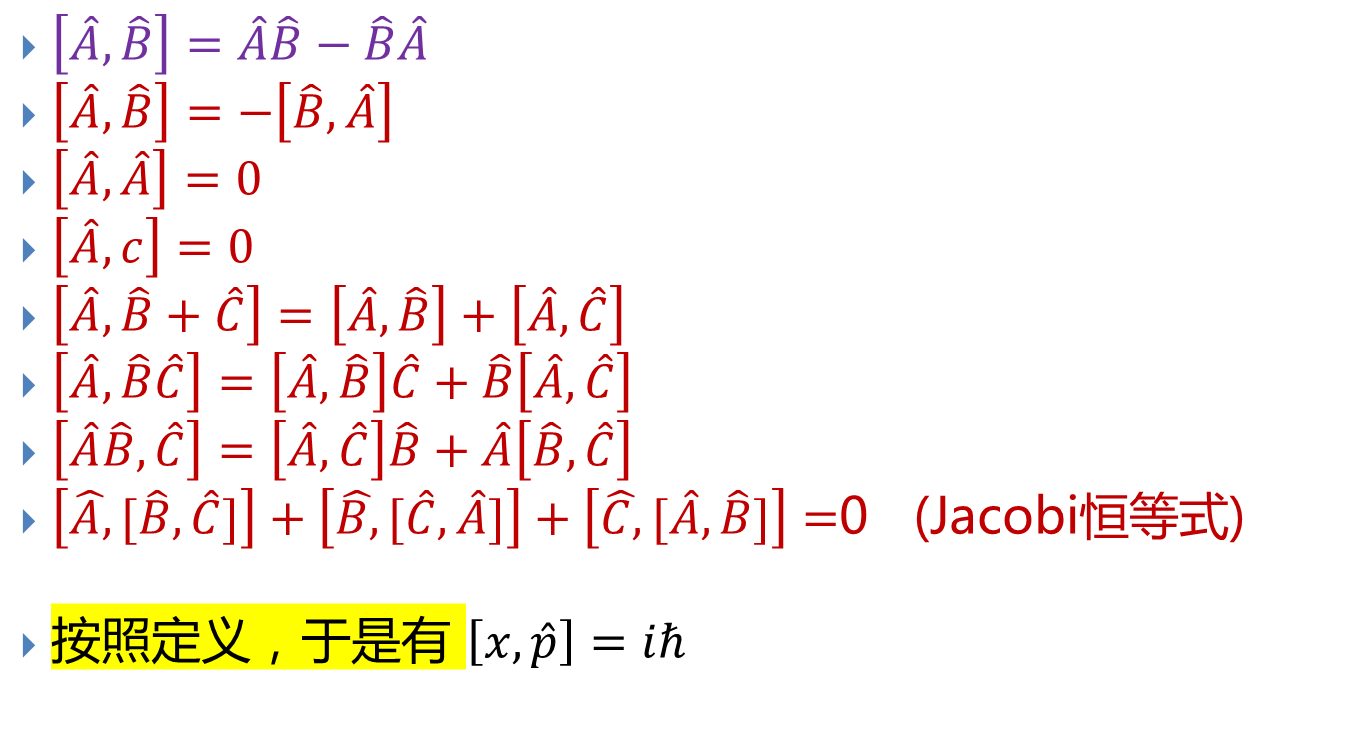 [Â, B̂] = ÂB̂ − B̂Â
[Â, B̂] = −[B̂, Â]
[Â, Â] = 0
[Â, c] = 0
[Â, B̂ + Ĉ] = [Â, B̂] + [Â, Ĉ]
[Â, B̂Ĉ] = [Â, B̂]Ĉ + B̂[Â, Ĉ]
[ÂB̂, Ĉ] = [Â, Ĉ]B̂ + Â[B̂, Ĉ]
[Â, [B̂, Ĉ]] + [B̂, [Ĉ, Â]] + [Ĉ, [Â, B̂]] =0 (Jacobi恒等式)
按照定义，于是有 [x, p̂] = iħ